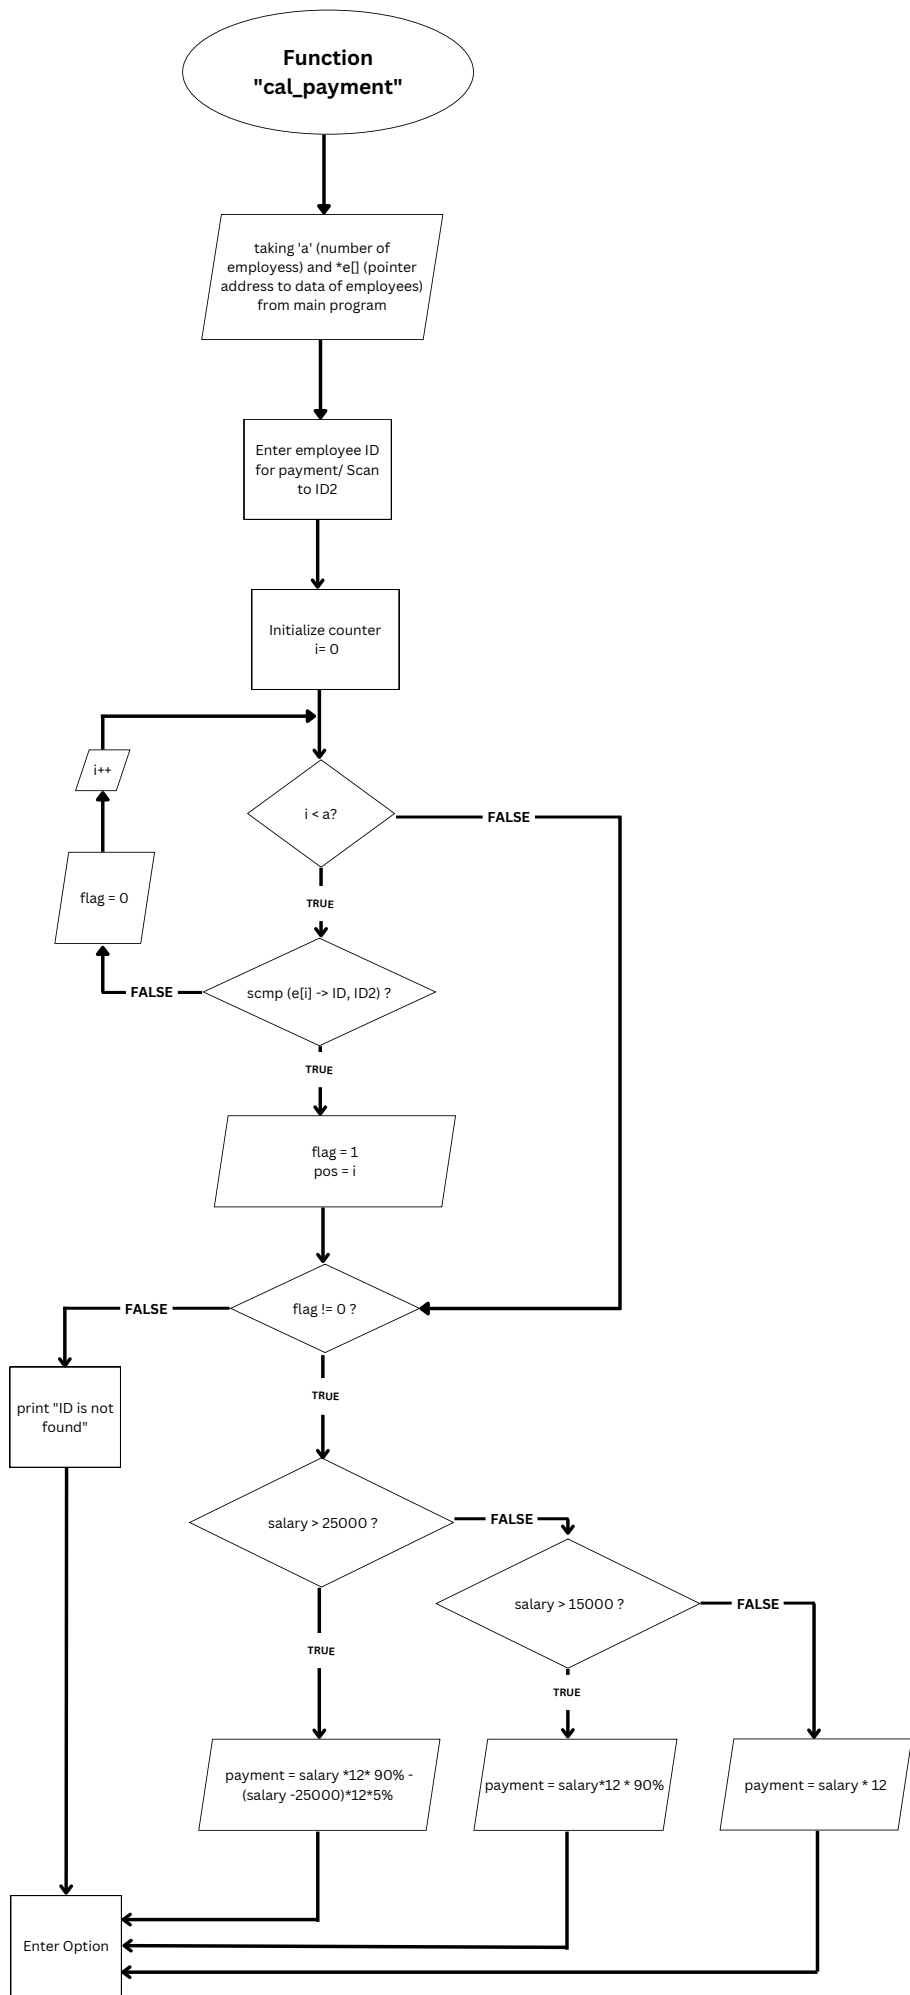 Function
"cal_payment"
taking 'a' (number of
employess) and *e[] (pointer
address to data of employees)
from main program
Enter employee ID
for payment/ Scan
to ID2
Initialize counter
i= 0
i++
i < a?
FALSE
flag = 0
TRUE
scmp (e[i] -> ID, ID2) ?
FALSE
TRUE
flag = 1
pos = i
flag != 0 ?
FALSE
print "ID is not
found"
TRUE
salary > 25000 ?
FALSE
salary > 15000 ?
FALSE
TRUE
TRUE
payment = salary *12* 90% -
(salary -25000)*12*5%
payment = salary*12 * 90%
payment = salary * 12
Enter Option